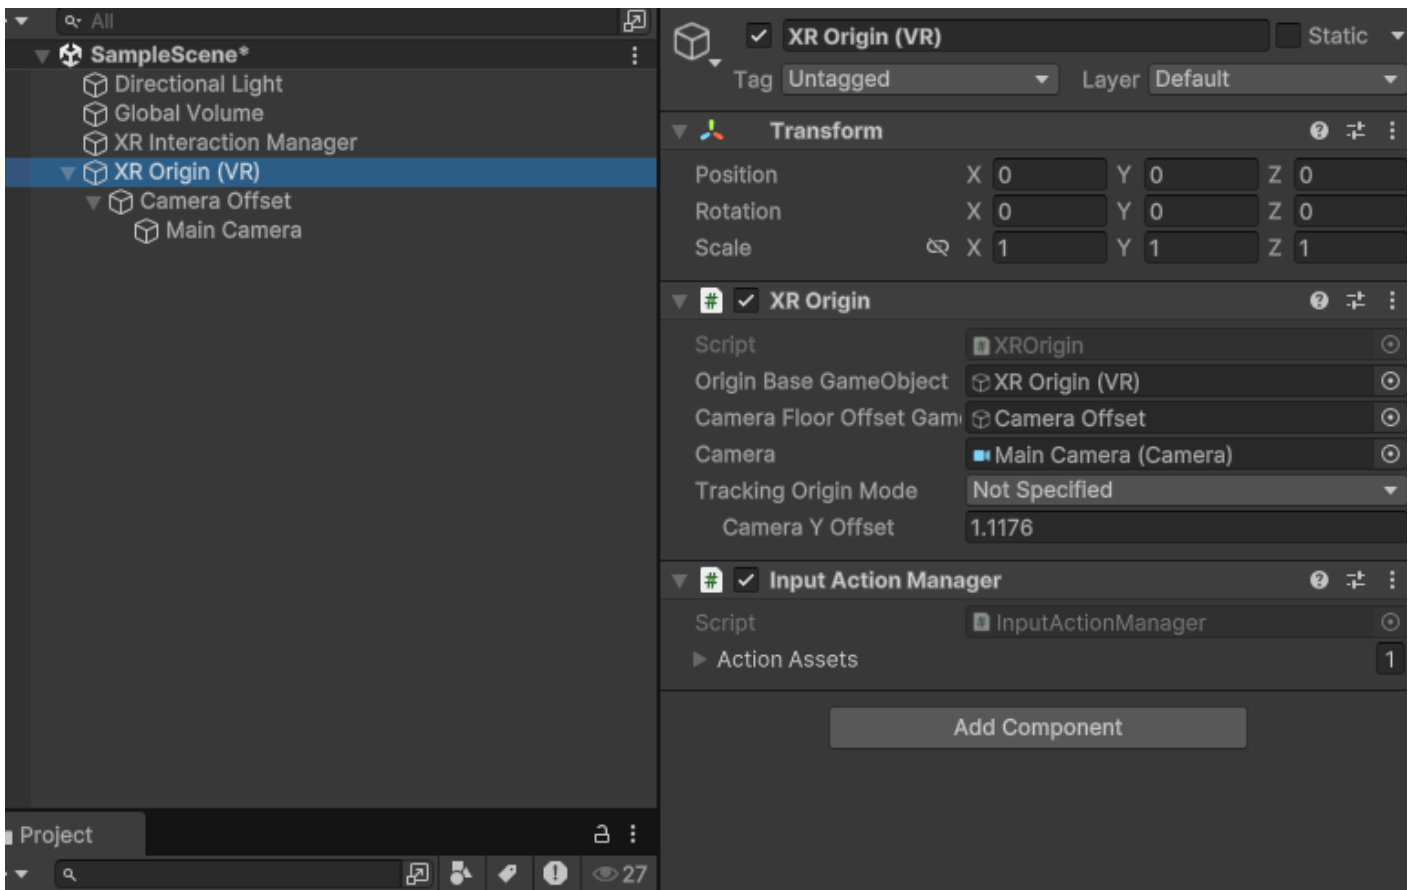 All
SampleScene*
Directional Light
Global Volume
XR Interaction Manager
XR Origin (VR)
Camera Offset
Main Camera
Project
27
XR Origin (VR)
Static
Tag Untagged Layer Default
Transform
Position X 0 Y 0 Z 0
Rotation X 0 Y 0 Z 0
Scale X 1 Y 1 Z 1
# XR Origin
Script # XROrigin
Origin Base GameObject XR Origin (VR)
Camera Floor Offset Gam Camera Offset
Camera Main Camera (Camera)
Tracking Origin Mode Not Specified
Camera Y Offset 1.1176
# Input Action Manager
Script # InputActionManager
Action Assets 1
Add Component